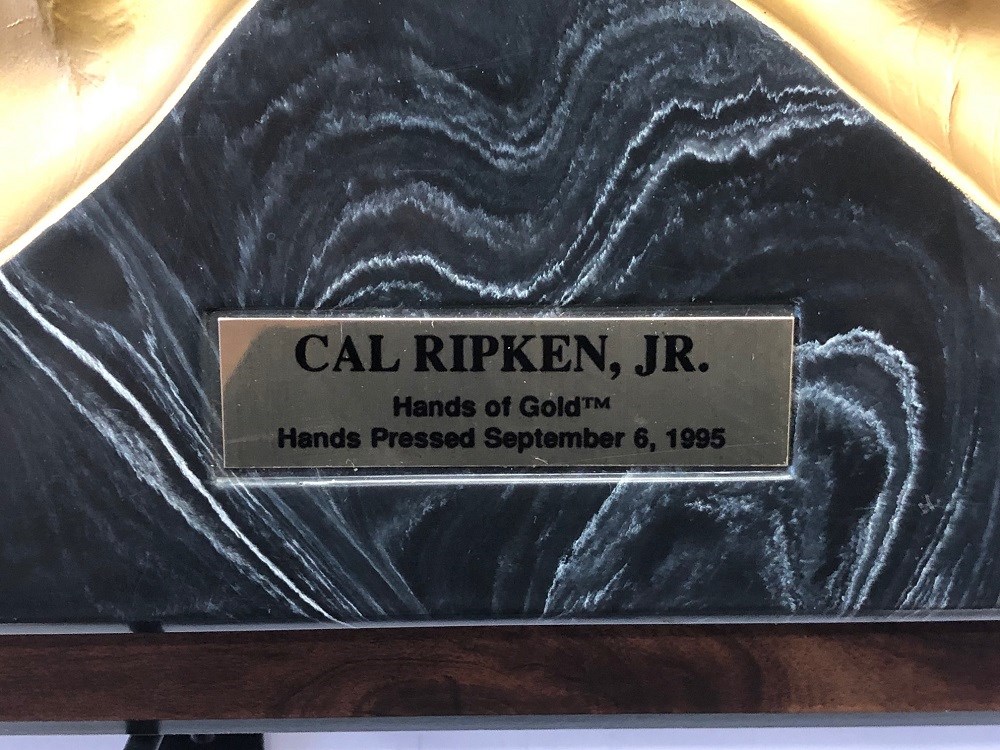 CAL RIPKEN, JR.
Hands of Gold™
Hands Pressed September 6, 1995